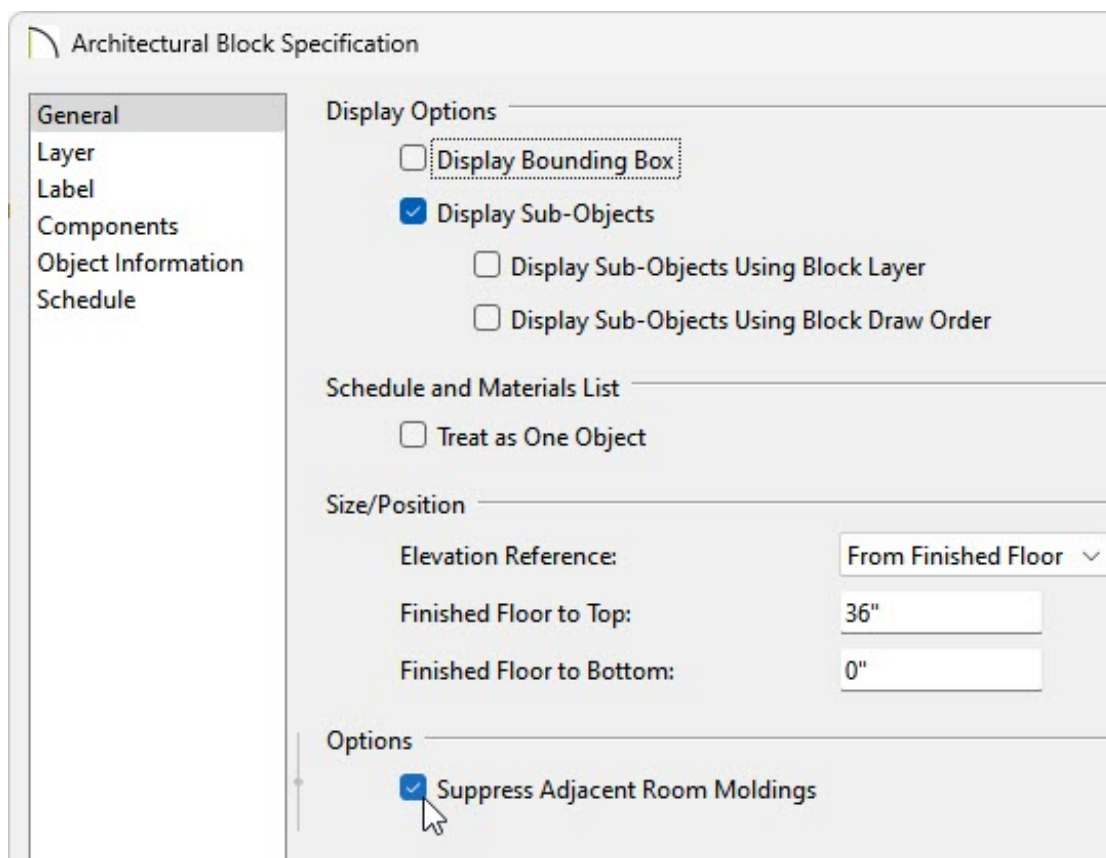 Architectural Block Specification
General
Layer
Label
Components
Object Information
Schedule
Display Options
Display Bounding Box
Display Sub-Objects
Display Sub-Objects Using Block Layer
Display Sub-Objects Using Block Draw Order
Schedule and Materials List
Treat as One Object
Size/Position
Elevation Reference: From Finished Floor
Finished Floor to Top: 36"
Finished Floor to Bottom: 0"
Options
Suppress Adjacent Room Moldings